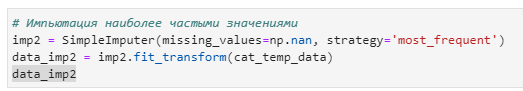 # Импьютация наиболее частыми значениями
imp2 = SimpleImputer(missing_values=np.nan, strategy='most_frequent')
data_imp2 = imp2.fit_transform(cat_temp_data)
data_imp2